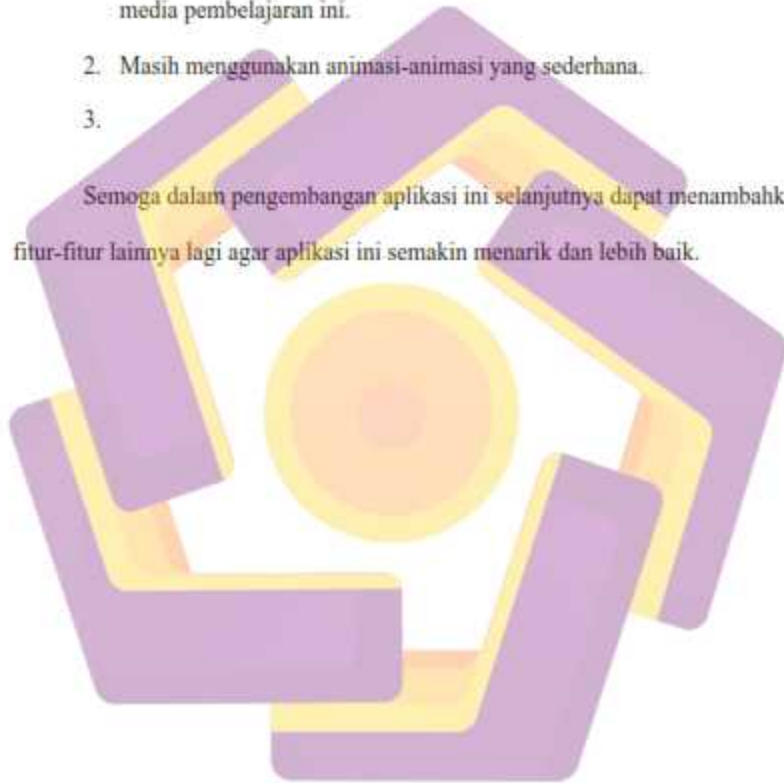 media pembelajaran ini.
2. Masih menggunakan animasi-animasi yang sederhana.
3.
Semoga dalam pengembangan aplikasi ini selanjutnya dapat menambahk
fitur-fitur lainnya lagi agar aplikasi ini semakin menarik dan lebih baik.